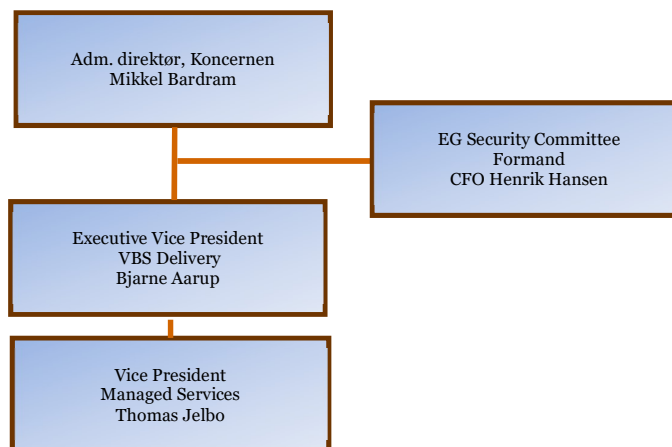 Adm. direktør, Koncernen
Mikkel Bardram
EG Security Committee
Formand
CFO Henrik Hansen
Executive Vice President
VBS Delivery
Bjarne Aarup
Vice President
Managed Services
Thomas Jelbo